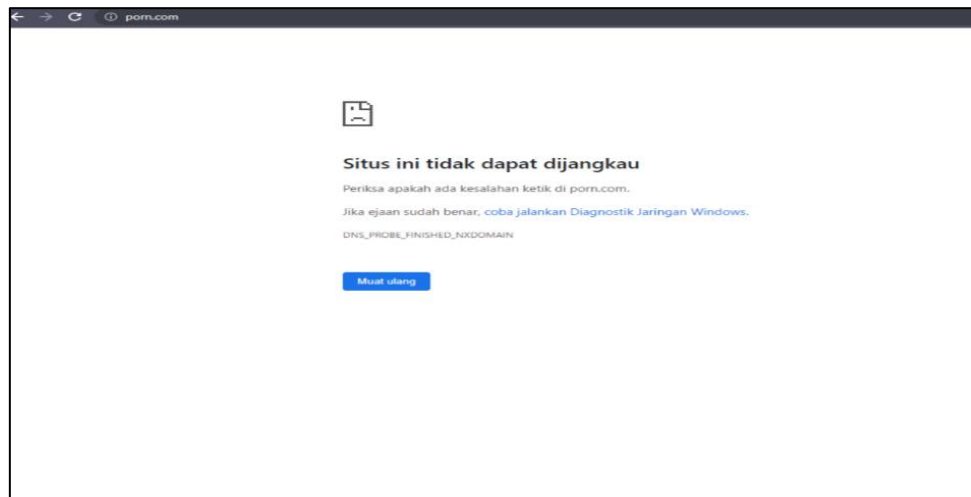 porn.com
Situs ini tidak dapat dijangkau
Periksa apakah ada kesalahan ketik di porn.com.
Jika ejaan sudah benar, coba jalankan Diagnostik Jaringan Windows.
DNS_PROBE_FINISHED_NXDOMAIN
Muat ulang